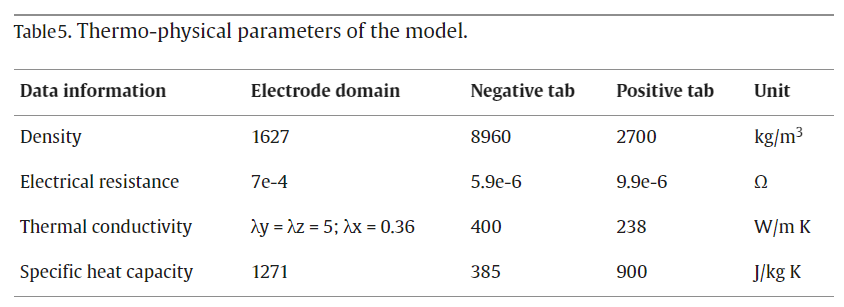 Table5. Thermo-physical parameters of the model.
Data information Electrode domain Negative tab Positive tab Unit
Density 1627 8960 2700 kg/m³
Electrical resistance 7e-4 5.9e-6 9.9e-6 Ω
Thermal conductivity λy = λz = 5; λx = 0.36 400 238 W/m K
Specific heat capacity 1271 385 900 J/kg K